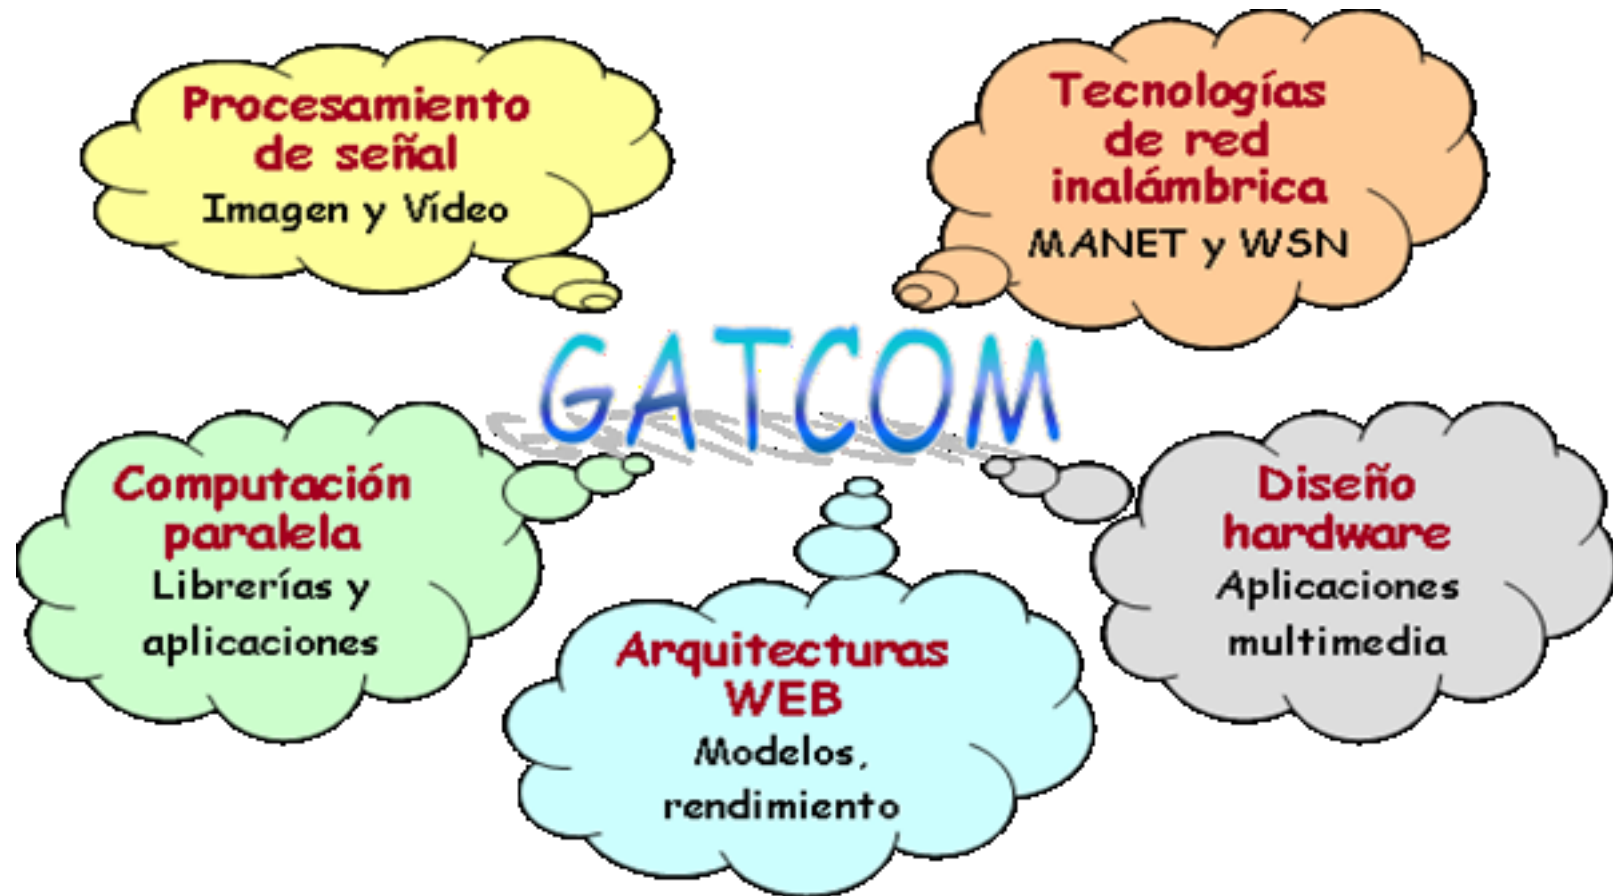 Procesamiento
de señal
Imagen y Vídeo
Tecnologías
de red
inalámbrica
MANET y WSN
GATCOM
Computación
paralela
Librerías y
aplicaciones
Arquitecturas
WEB
Modelos,
rendimiento
Diseño
hardware
Aplicaciones
multimedia